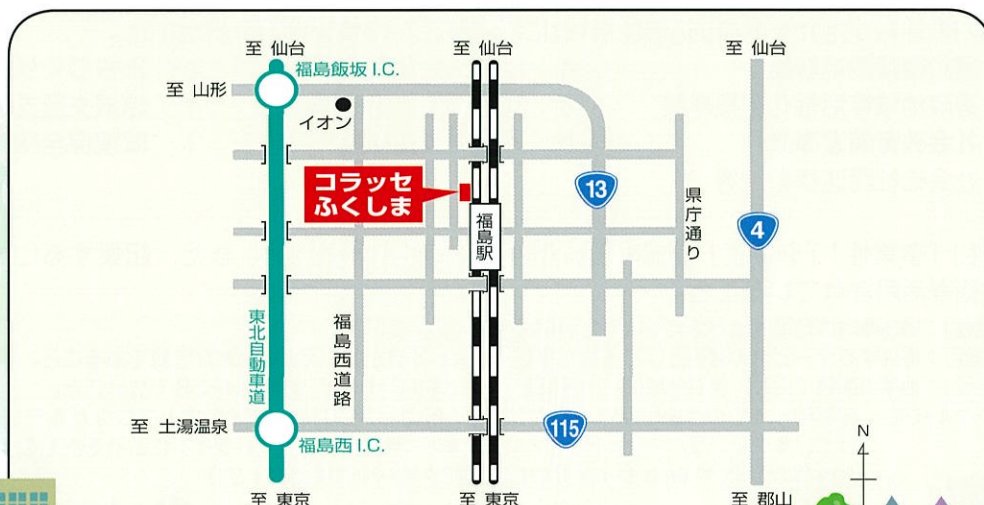 至 仙台
至 仙台
至 仙台
福島飯坂 I.C.
至 山形
イオン
コラッセ
ふくしま
13
県庁通り
4
福島駅
東北自動車道
福島西道路
至 土湯温泉
115
福島西 I.C.
N
至 東京
至 東京
至 郡山